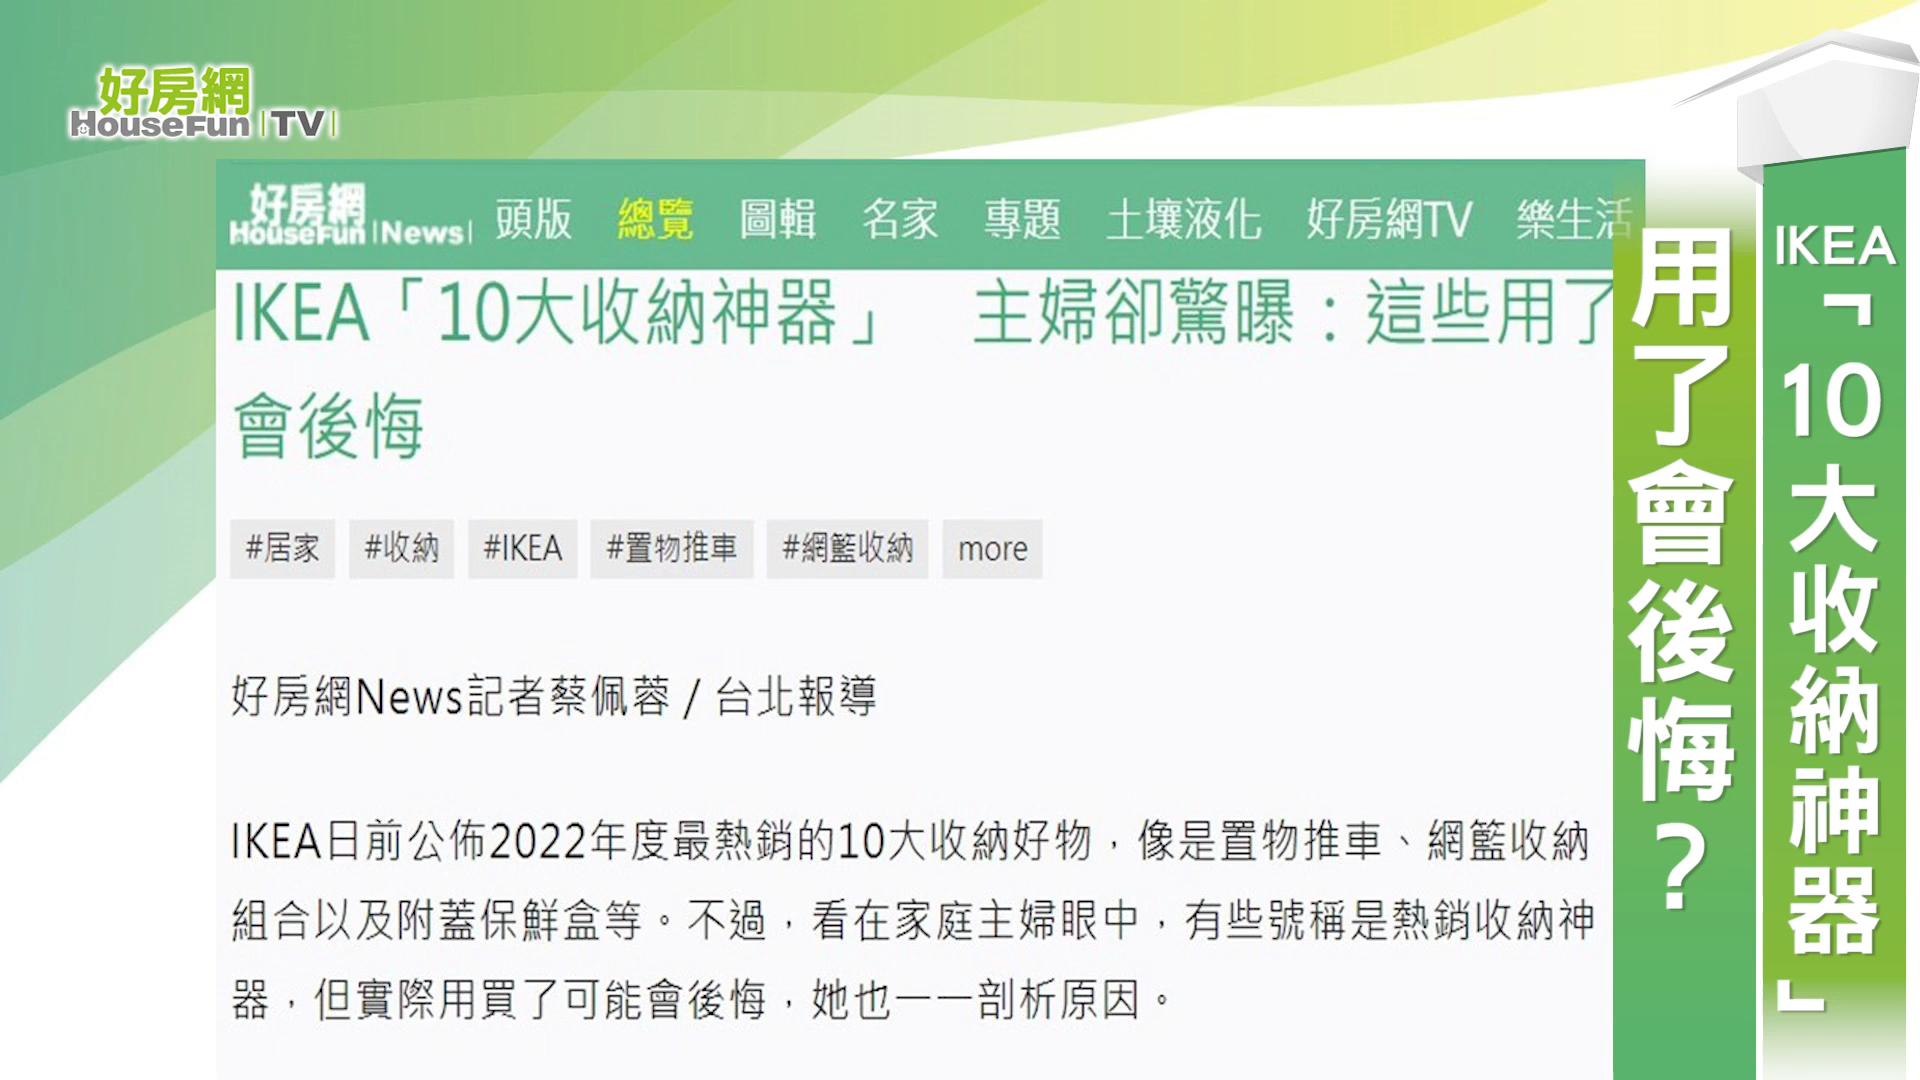 好房網
HouseFun TV
好房網
HouseFun News 頭版 總覽 圖輯 名家 專題 土壤液化 好房網TV 樂生活
IKEA「10大收納神器」 主婦卻驚曝：這些用了
會後悔
#居家 #收納 #IKEA #置物推車 #網籃收納 more
好房網News記者蔡佩蓉／台北報導
IKEA日前公佈2022年度最熱銷的10大收納好物，像是置物推車、網籃收納
組合以及附蓋保鮮盒等。不過，看在家庭主婦眼中，有些號稱是熱銷收納神
器，但實際用買了可能會後悔，她也一一剖析原因。
IKEA「10大收納神器」
用了會後悔？